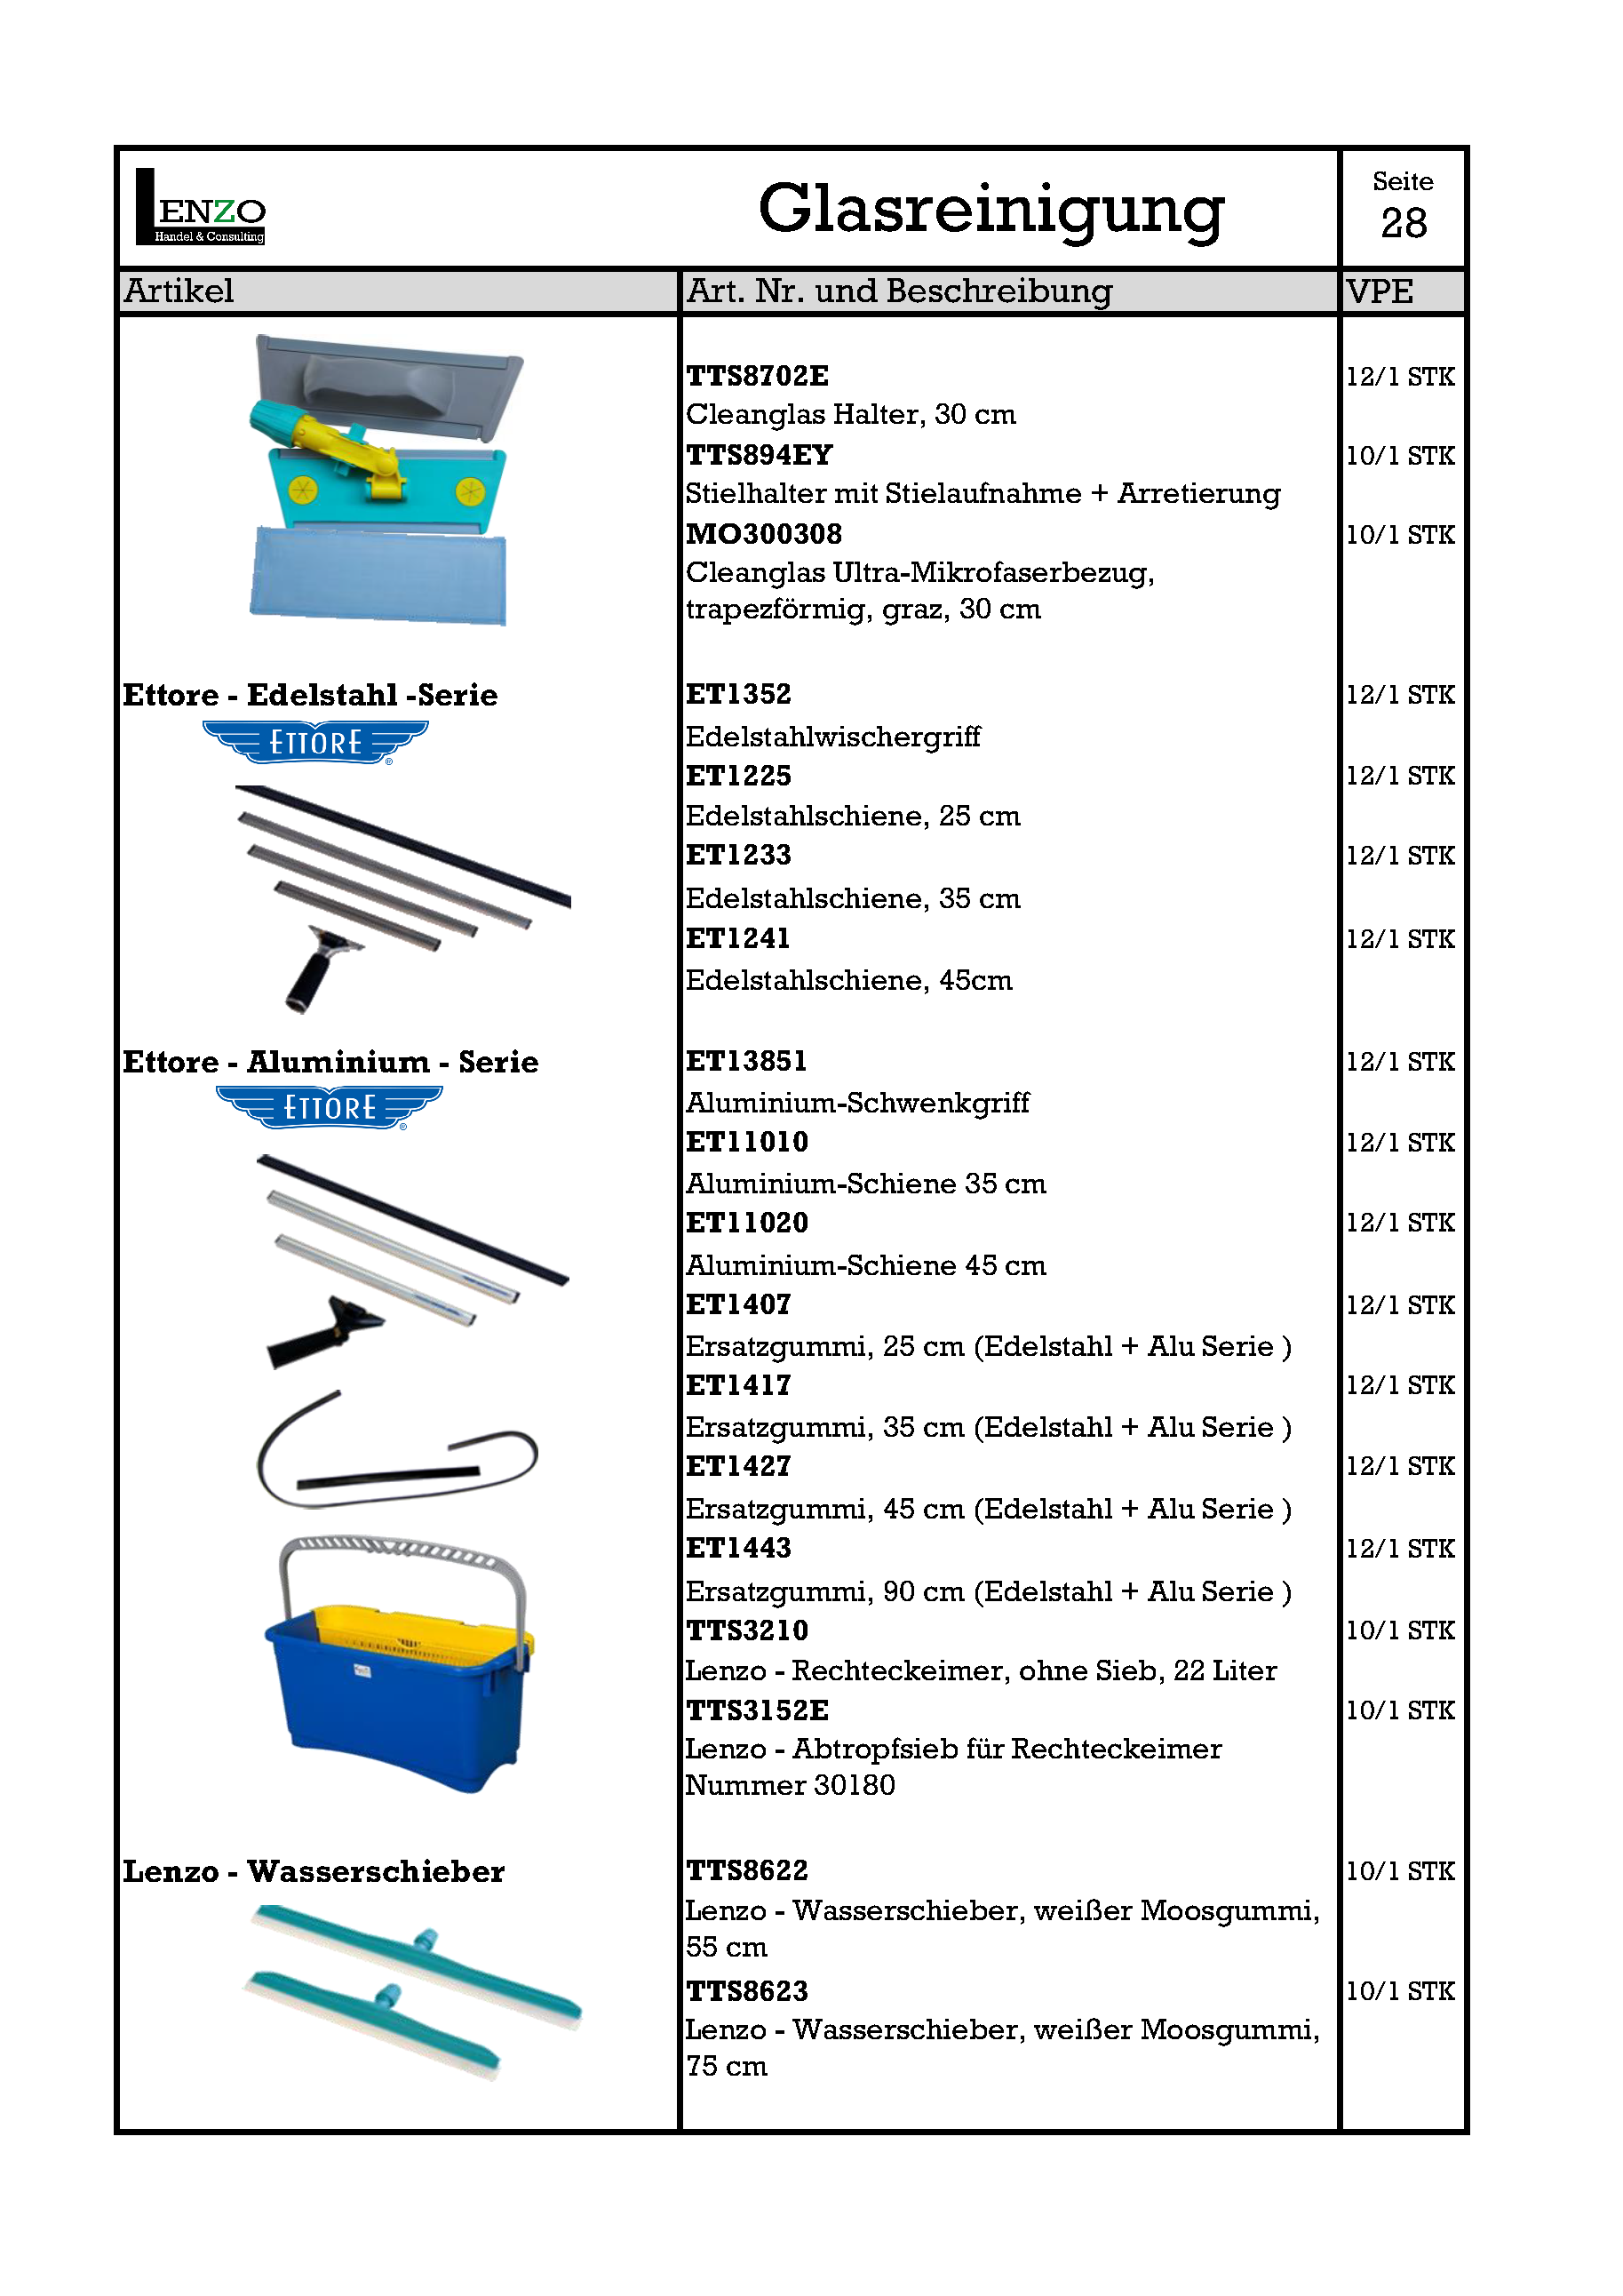 LENZO
Handel & Consulting
Glasreinigung
Seite
28
Artikel
Art. Nr. und Beschreibung
VPE
TTS8702E 12/1 STK
Cleanglas Halter, 30 cm
TTS894EY 10/1 STK
Stielhalter mit Stielaufnahme + Arretierung
MO300308 10/1 STK
Cleanglas Ultra-Mikrofaserbezug,
trapezförmig, graz, 30 cm
Ettore - Edelstahl -Serie
ETTORE
®
ET1352 12/1 STK
Edelstahlwischergriff
ET1225 12/1 STK
Edelstahlschiene, 25 cm
ET1233 12/1 STK
Edelstahlschiene, 35 cm
ET1241 12/1 STK
Edelstahlschiene, 45cm
Ettore - Aluminium - Serie
ETTORE
®
ET13851 12/1 STK
Aluminium-Schwenkgriff
ET11010 12/1 STK
Aluminium-Schiene 35 cm
ET11020 12/1 STK
Aluminium-Schiene 45 cm
ET1407 12/1 STK
Ersatzgummi, 25 cm (Edelstahl + Alu Serie )
ET1417 12/1 STK
Ersatzgummi, 35 cm (Edelstahl + Alu Serie )
ET1427 12/1 STK
Ersatzgummi, 45 cm (Edelstahl + Alu Serie )
ET1443 12/1 STK
Ersatzgummi, 90 cm (Edelstahl + Alu Serie )
TTS3210 10/1 STK
Lenzo - Rechteckeimer, ohne Sieb, 22 Liter
TTS3152E 10/1 STK
Lenzo - Abtropfsieb für Rechteckeimer
Nummer 30180
Lenzo - Wasserschieber
TTS8622 10/1 STK
Lenzo - Wasserschieber, weißer Moosgummi,
55 cm
TTS8623 10/1 STK
Lenzo - Wasserschieber, weißer Moosgummi,
75 cm